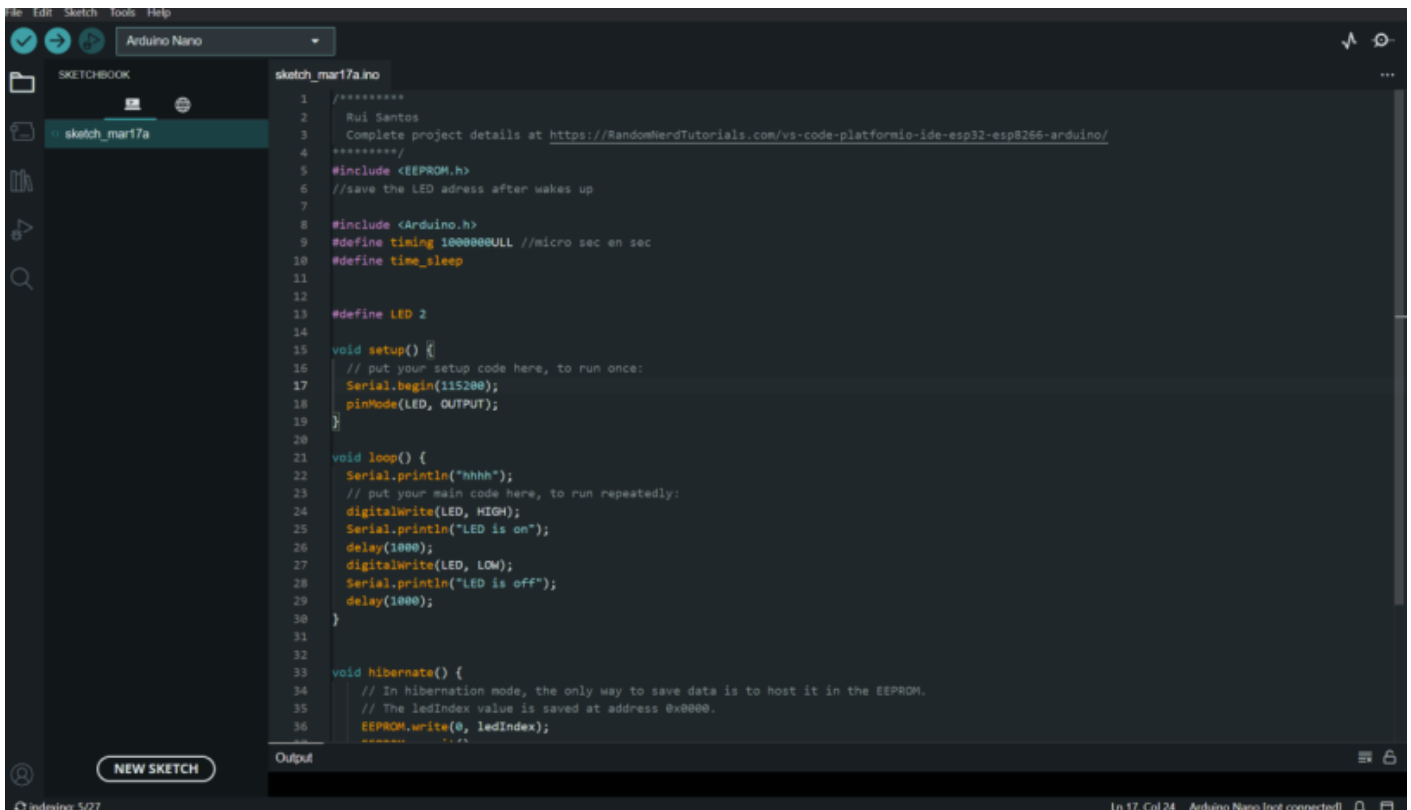 File Edit Sketch Tools Help
Arduino Nano
SKETCHBOOK
sketch_mar17a
NEW SKETCH
sketch_mar17a.ino
1 /*********
2 Rui Santos
3 Complete project details at https://RandomNerdTutorials.com/vs-code-platformio-ide-esp32-esp8266-arduino/
4 *********/
5 #include <EEPROM.h>
6 //save the LED adress after wakes up
7
8 #include <Arduino.h>
9 #define timing 1000000ULL //micro sec en sec
10 #define time_sleep
11
12
13 #define LED 2
14
15 void setup() {
16 // put your setup code here, to run once:
17 Serial.begin(115200);
18 pinMode(LED, OUTPUT);
19 }
20
21 void loop() {
22 Serial.println("hhhh");
23 // put your main code here, to run repeatedly:
24 digitalWrite(LED, HIGH);
25 Serial.println("LED is on");
26 delay(1000);
27 digitalWrite(LED, LOW);
28 Serial.println("LED is off");
29 delay(1000);
30 }
31
32
33 void hibernate() {
34 // In hibernation mode, the only way to save data is to host it in the EEPROM.
35 // The ledIndex value is saved at address 0x0000.
36 EEPROM.write(0, ledIndex);
Output
indexing: 5/27
Ln 17, Col 24 Arduino Nano [not connected]